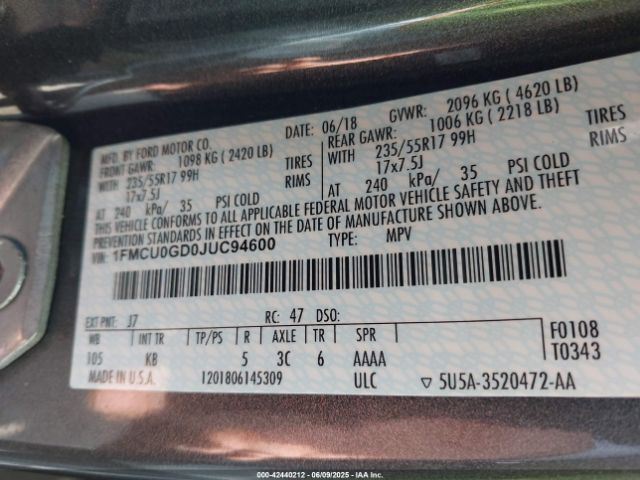 MFD. BY FORD MOTOR CO.
DATE: 06/18 GVWR: 2096 KG ( 4620 LB)
FRONT GAWR: 1098 KG ( 2420 LB) REAR GAWR: 1006 KG ( 2218 LB)
WITH 235/55R17 99H TIRES WITH 235/55R17 99H TIRES
17x7.5J RIMS 17x7.5J RIMS
AT 240 kPa/ 35 PSI COLD AT 240 kPa/ 35 PSI COLD
THIS VEHICLE CONFORMS TO ALL APPLICABLE FEDERAL MOTOR VEHICLE SAFETY AND THEFT
PREVENTION STANDARDS IN EFFECT ON THE DATE OF MANUFACTURE SHOWN ABOVE.
VIN: 1FMCU0GD0JUC94600 TYPE: MPV
EXT PNT: J7 RC: 47 DSO:
WB INT TR TP/PS R AXLE TR SPR
105 KB 5 3C 6 AAAA
F0108
T0343
MADE IN U.S.A. 1201806145309 ULC ▽ 5U5A-3520472-AA
000-42440212 - 06/09/2025 - IAA Inc.